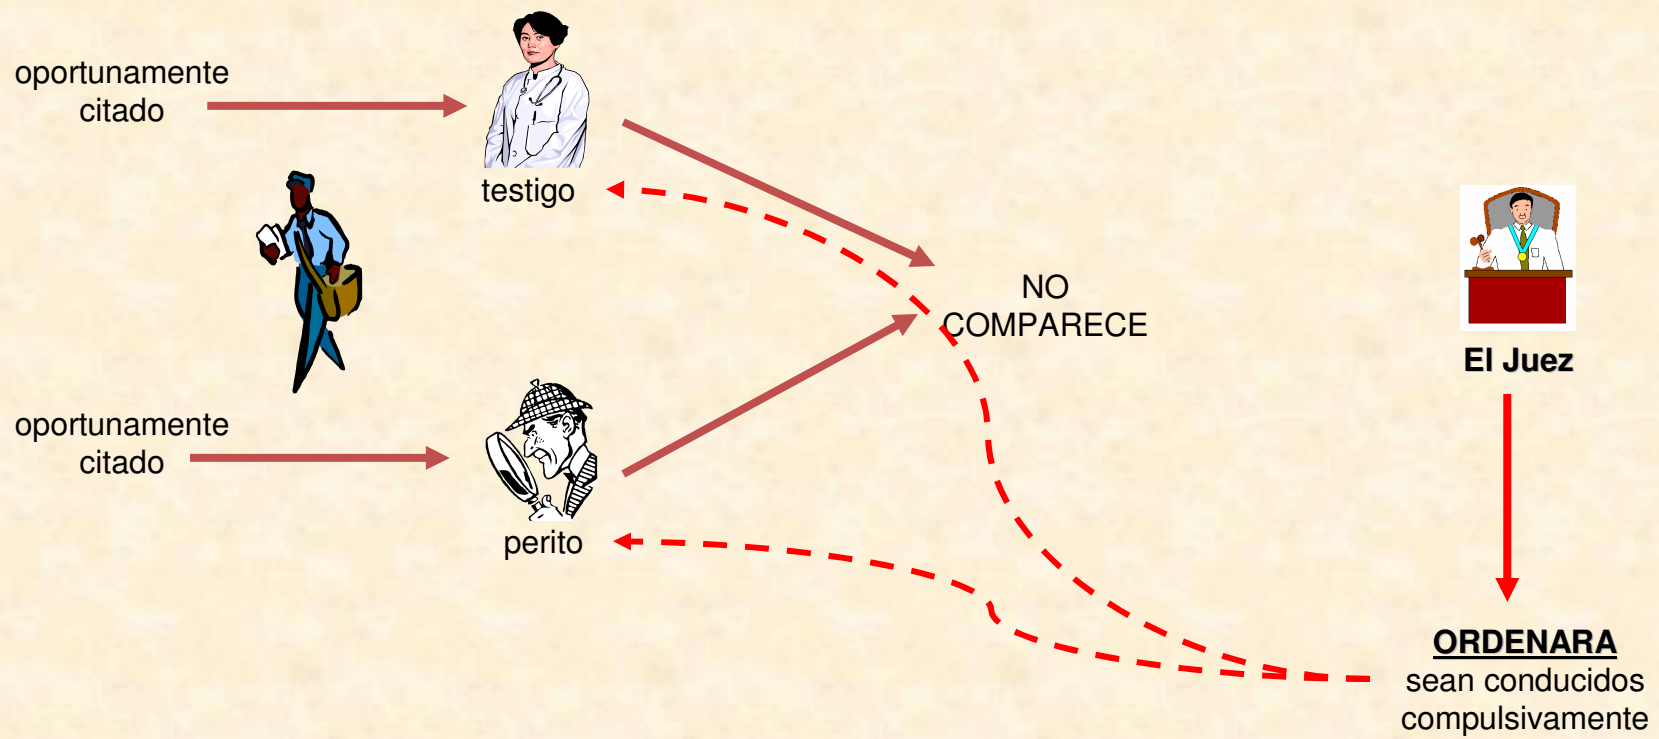 oportunamente
citado
testigo
NO
COMPARECE
El Juez
oportunamente
citado
perito
ORDENARA
sean conducidos
compulsivamente